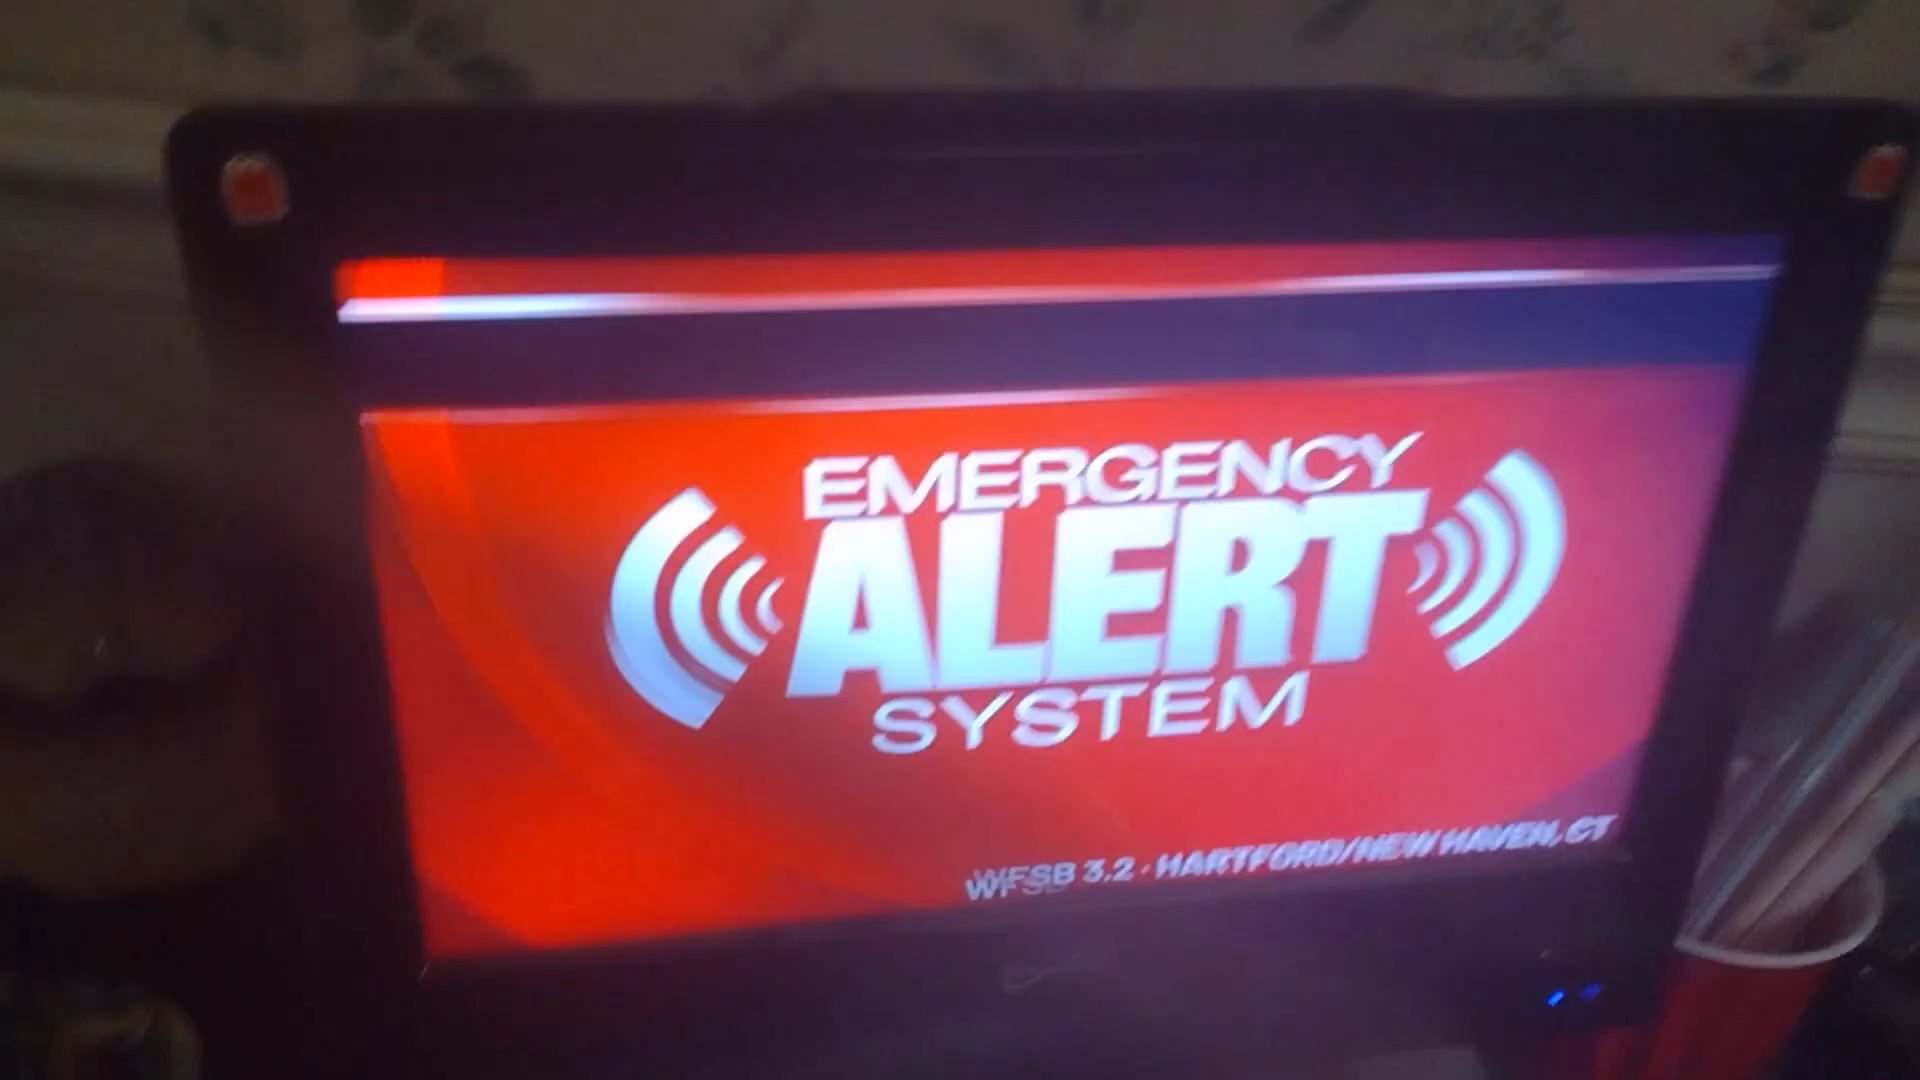 EMERGENCY
ALERT
SYSTEM
WFSB 3.2 · HARTFORD/NEW HAVEN, CT